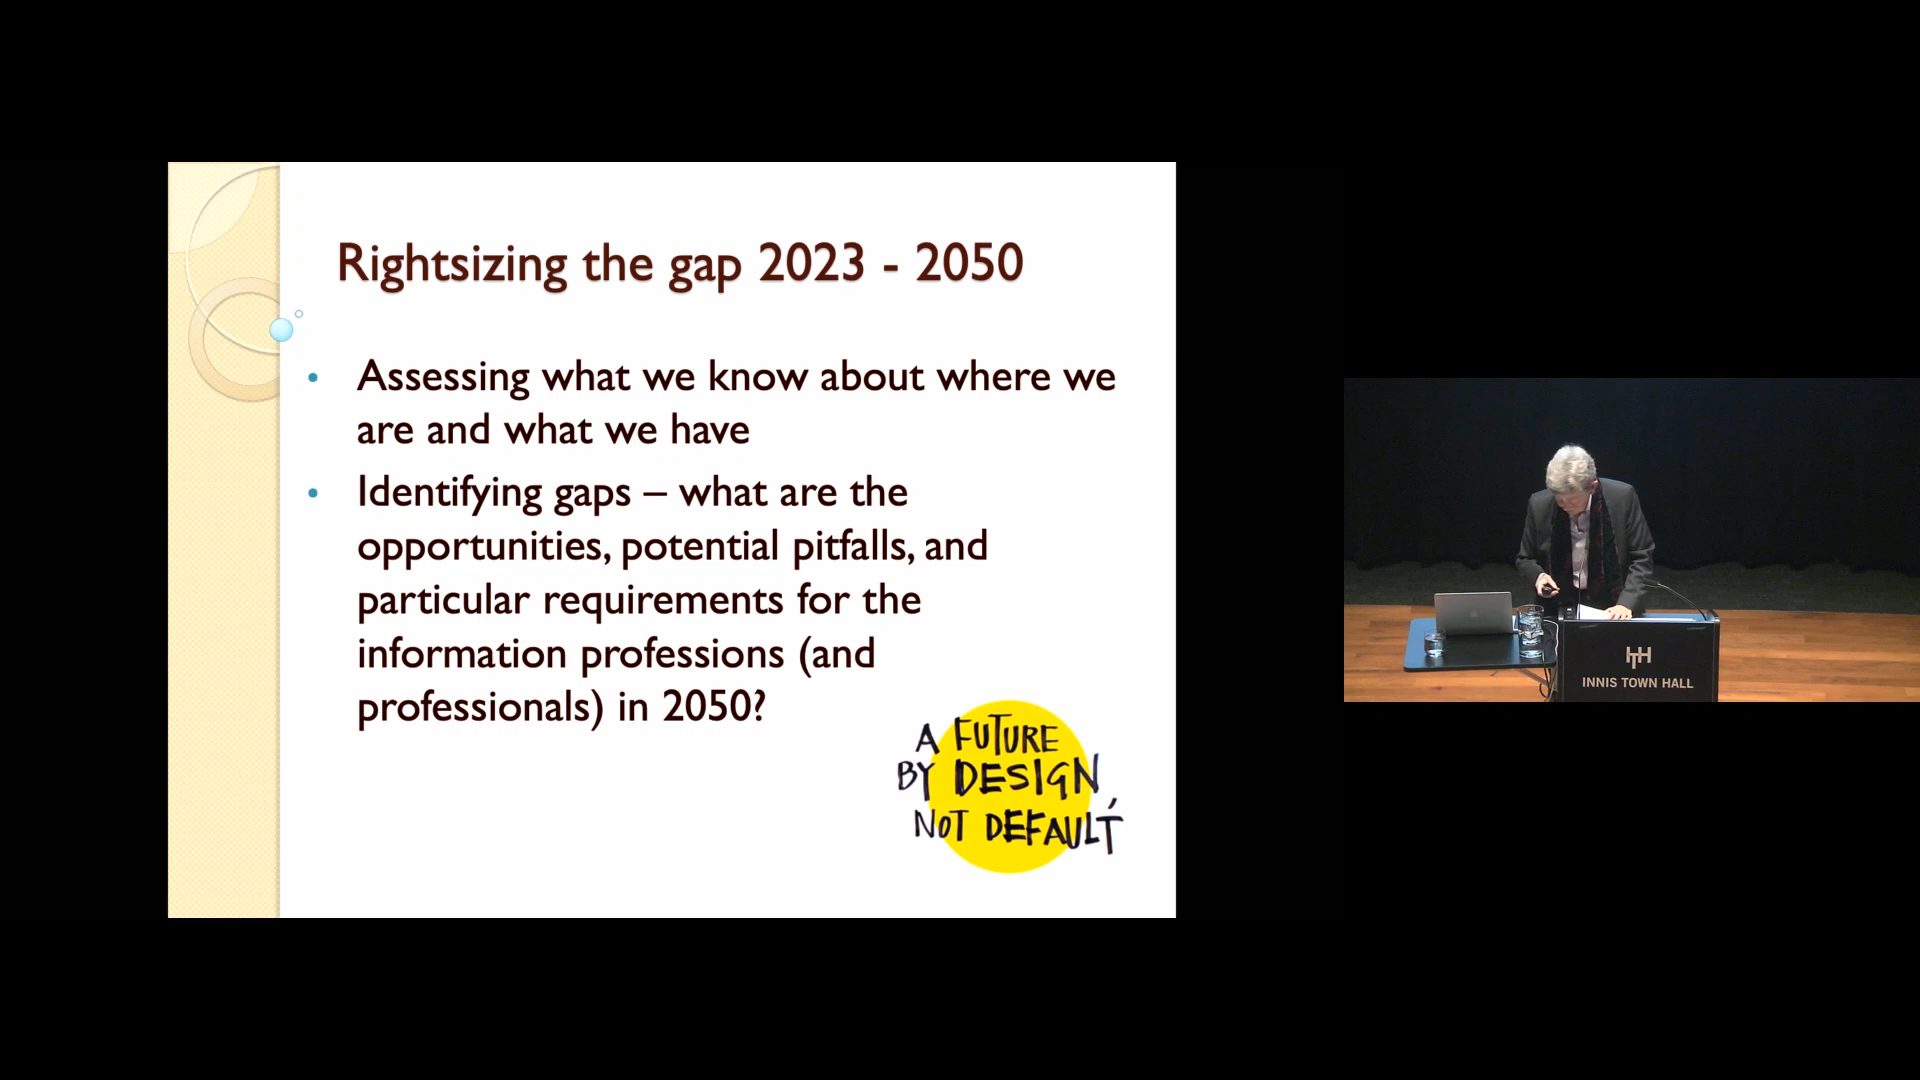 Rightsizing the gap 2023 - 2050
• Assessing what we know about where we
are and what we have
• Identifying gaps – what are the
opportunities, potential pitfalls, and
particular requirements for the
information professions (and
professionals) in 2050?
A FUTURE
BY DESIGN,
NOT DEFAULT
HTH
INNIS TOWN HALL